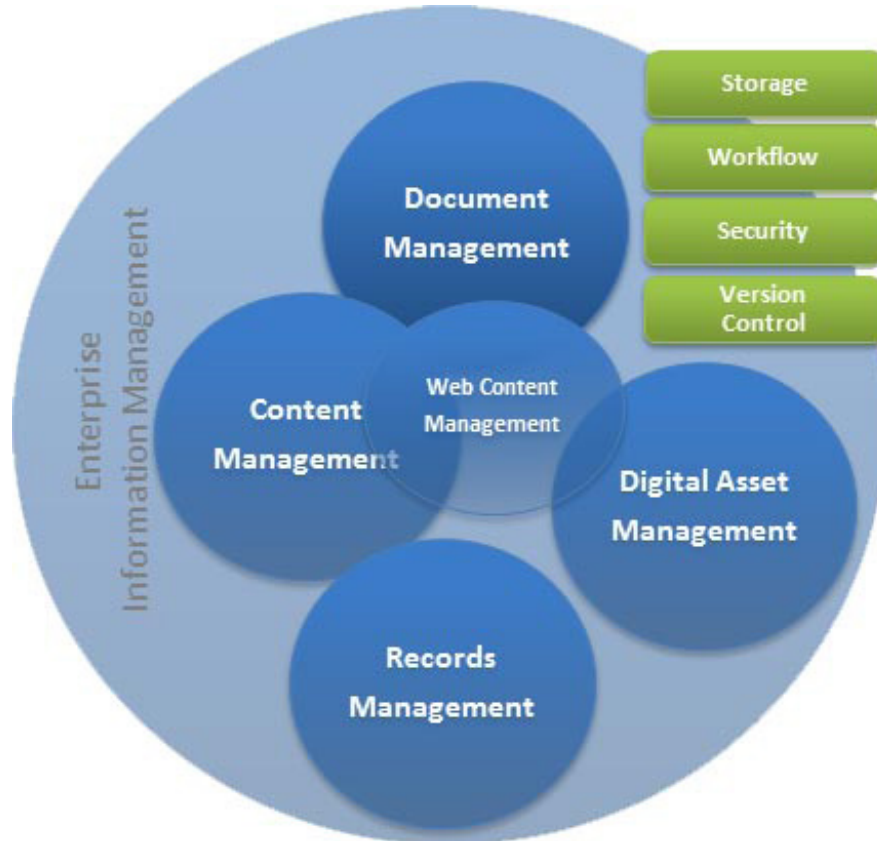 Storage
Workflow
Security
Version
Control
Document
Management
Web Content
Management
Content
Management
Digital Asset
Management
Records
Management
Enterprise
Information Management